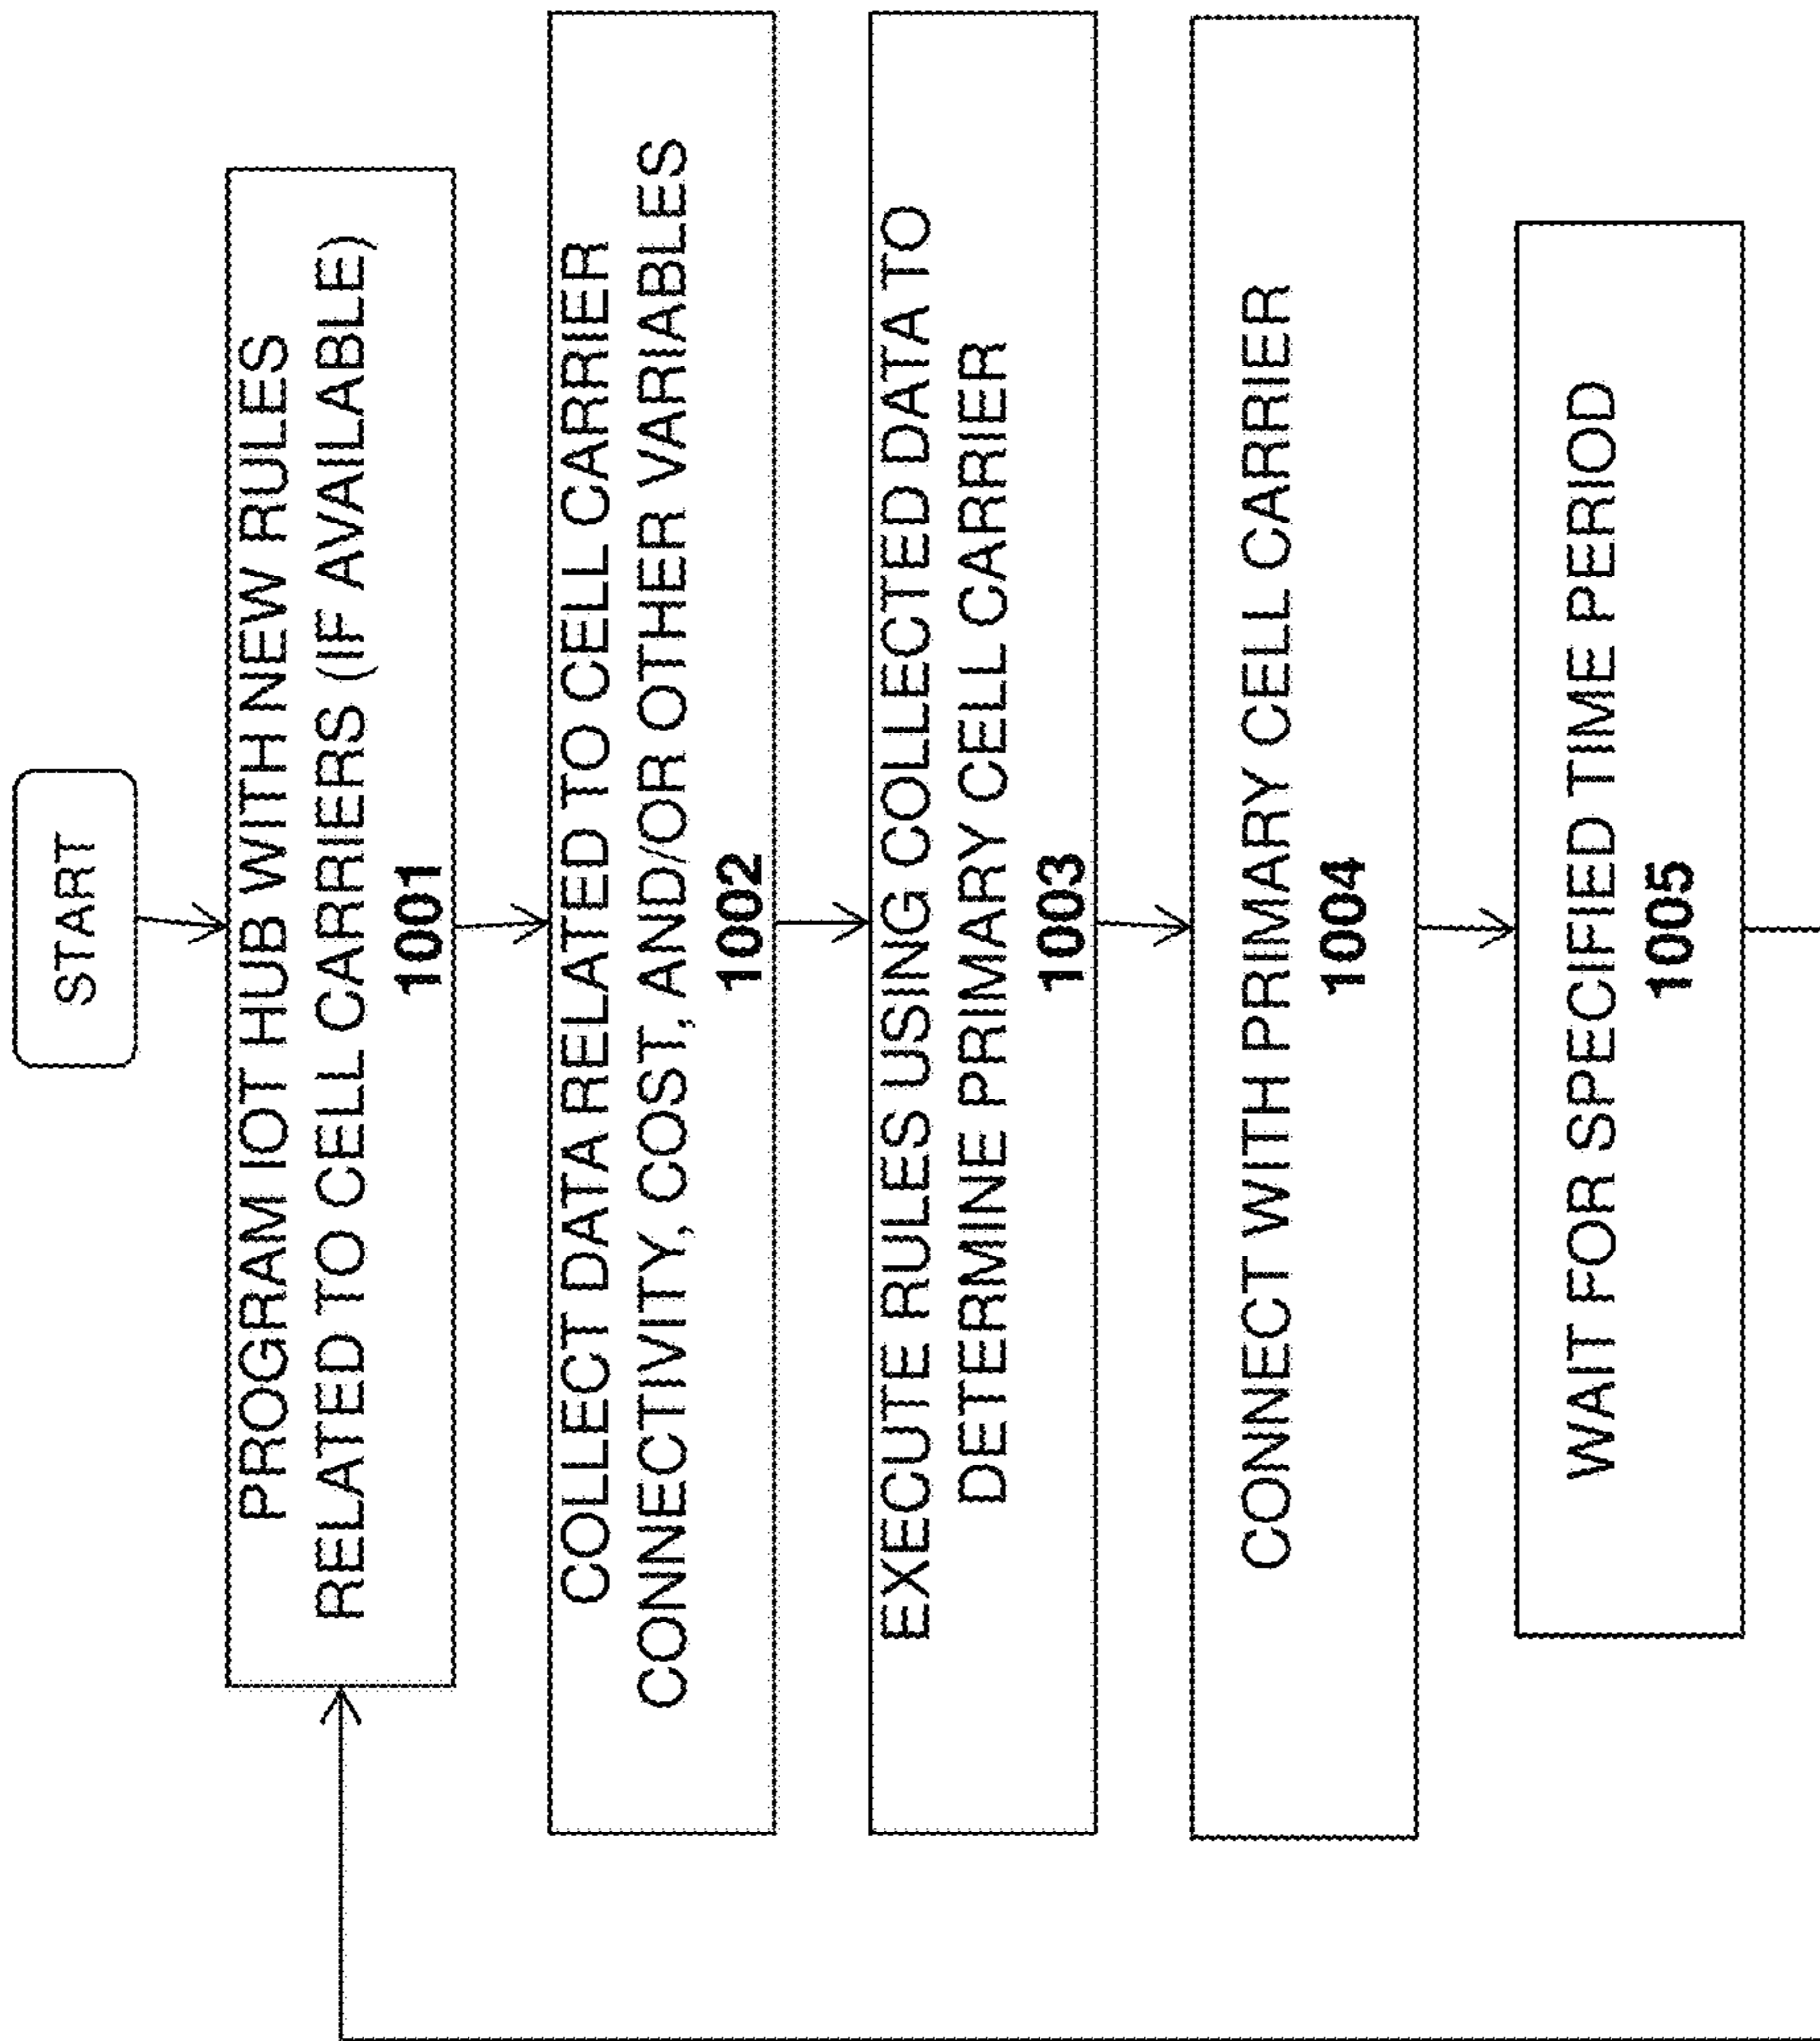 START
PROGRAM IOT HUB WITH NEW RULES
RELATED TO CELL CARRIERS (IF AVAILABLE)
1001
COLLECT DATA RELATED TO CELL CARRIER
CONNECTIVITY, COST, AND/OR OTHER VARIABLES
1002
EXECUTE RULES USING COLLECTED DATA TO
DETERMINE PRIMARY CELL CARRIER
1003
CONNECT WITH PRIMARY CELL CARRIER
1004
WAIT FOR SPECIFIED TIME PERIOD
1005